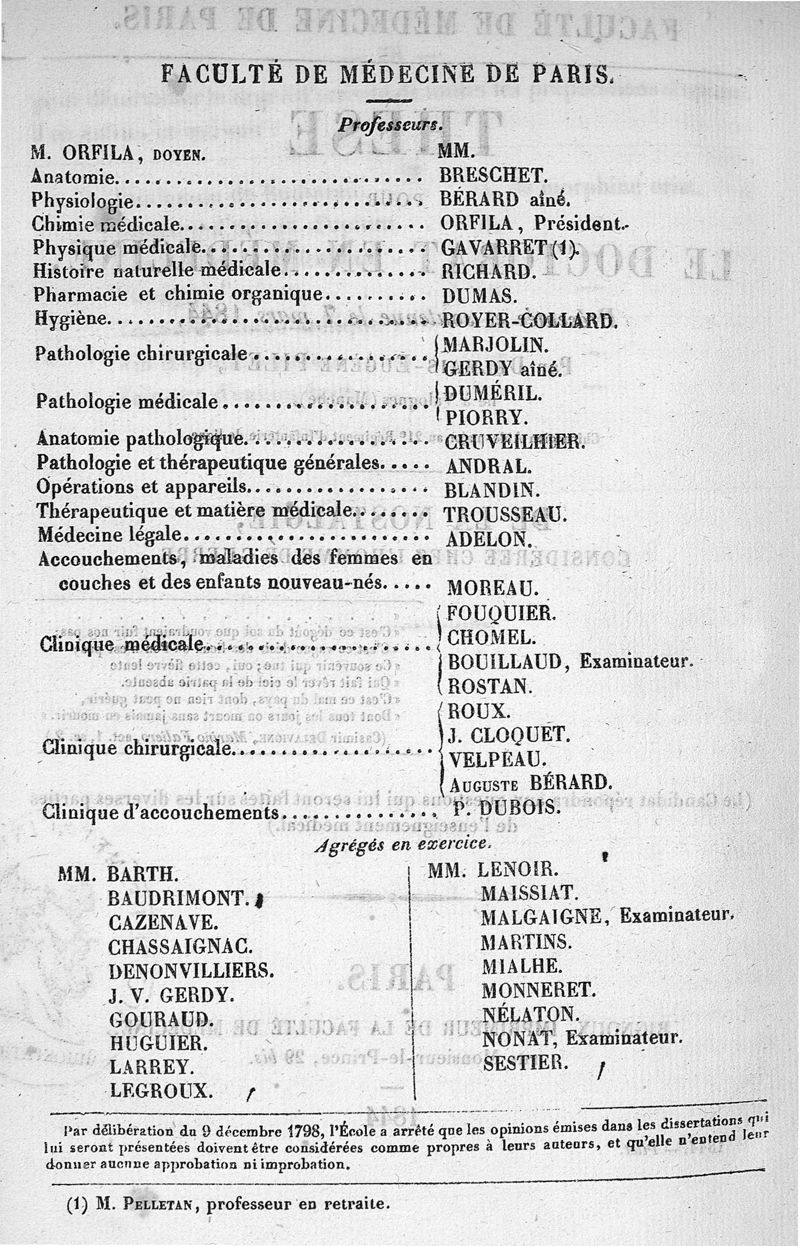 FACULTÉ DE MÉDECINE DE PARIS.
Professeurs.
M. ORFILA, DOYEN. MM.
Anatomie.............................. BRESCHET.
Physiologie........................... BÉRARD aîné.
Chimie médicale....................... ORFILA, Président.
Physique médicale..................... GAVARRET (1).
Histoire naturelle médicale............. RICHARD.
Pharmacie et chimie organique.......... DUMAS.
Hygiène............................... ROYER-COLLARD.
Pathologie chirurgicale................ { MARJOLIN.
GERDY aîné.
Pathologie médicale................... { DUMÉRIL.
PIORRY.
Anatomie pathologique................. CRUVEILHIER.
Pathologie et thérapeutique générales..... ANDRAL.
Opérations et appareils................. BLANDIN.
Thérapeutique et matière médicale....... TROUSSEAU.
Médecine légale....................... ADELON.
Accouchements, maladies des femmes en
couches et des enfants nouveau-nés..... MOREAU.
FOUQUIER.
Clinique médicale..................... { CHOMEL.
BOUILLAUD, Examinateur.
ROSTAN.
ROUX.
Clinique chirurgicale.................. { J. CLOQUET.
VELPEAU.
AUGUSTE BÉRARD.
Clinique d'accouchements............... P. DUBOIS.
Agrégés en exercice.
MM. BARTH.
BAUDRIMONT.
CAZENAVE.
CHASSAIGNAC.
DENONVILLIERS.
J. V. GERDY.
GOURAUD.
HUGUIER.
LARREY.
LEGROUX.
MM. LENOIR.
MAISSIAT.
MALGAIGNE, Examinateur.
MARTINS.
MIALHE.
MONNERET.
NÉLATON.
NONAT, Examinateur.
SESTIER.
Par délibération du 9 décembre 1798, l'École a arrêté que les opinions émises dans les dissertations qui
lui seront présentées doivent être considérées comme propres à leurs auteurs, et qu'elle n'entend leur
donner aucune approbation ni improbation.
(1) M. PELLETAN, professeur en retraite.